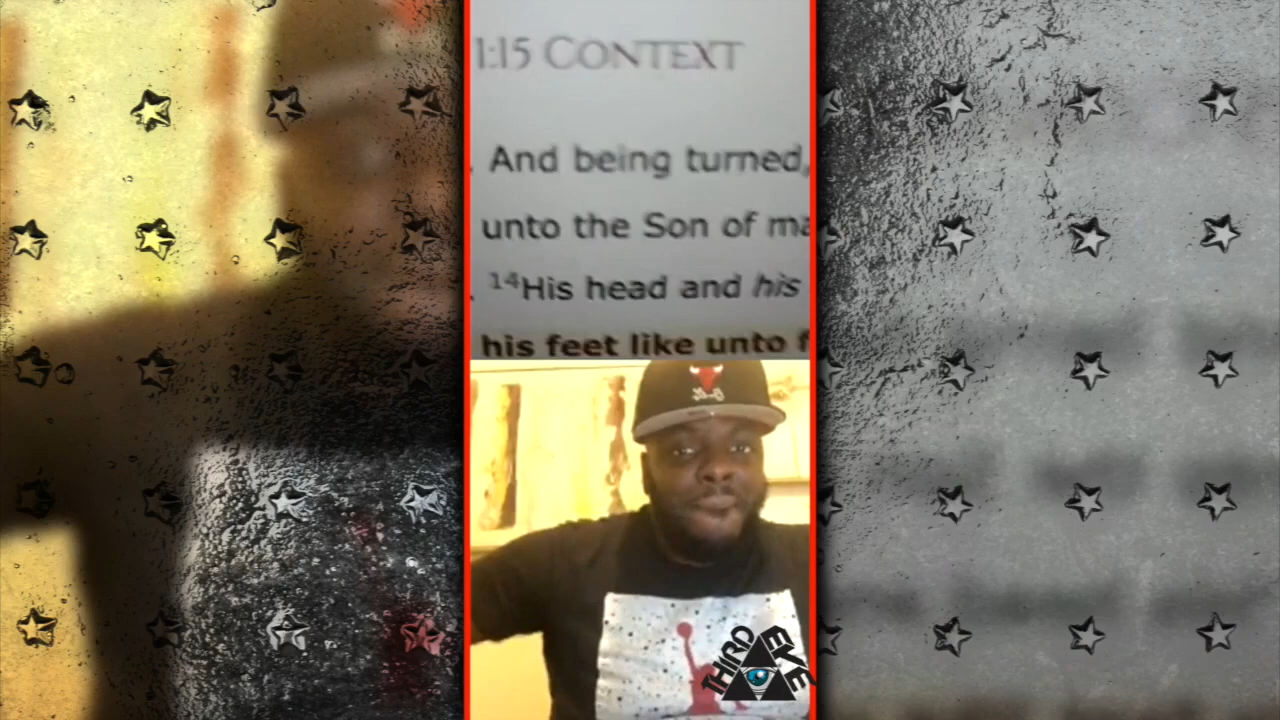 1:15 CONTEXT
. And being turned,
unto the Son of ma
. 14His head and his
his feet like unto f
THIRD EYE